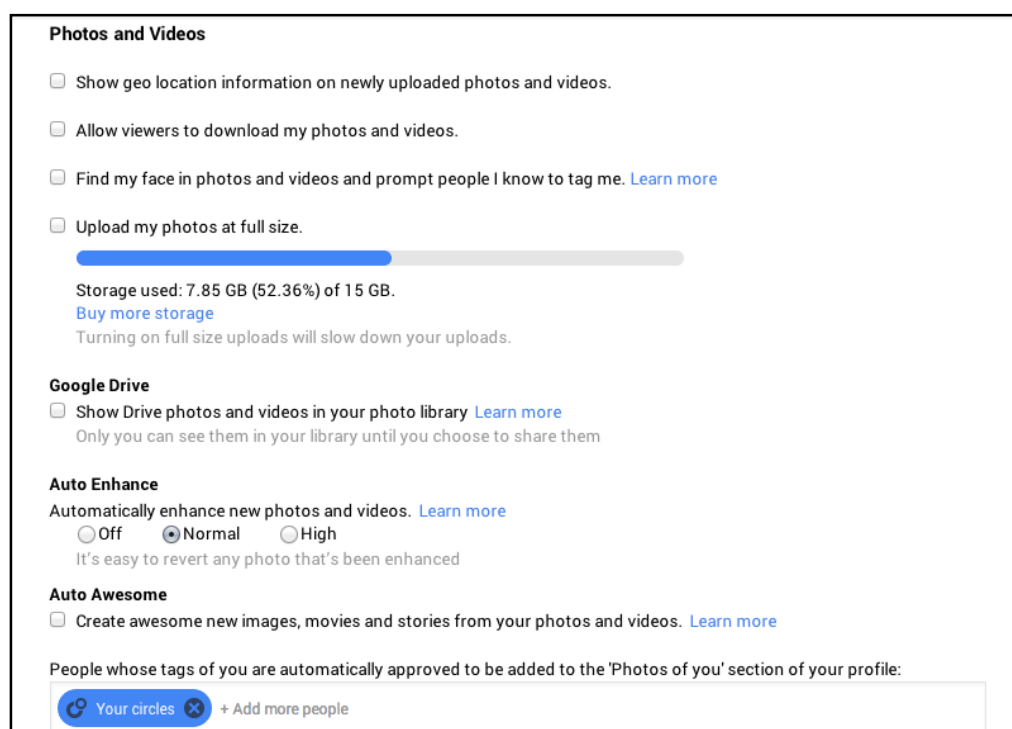 Photos and Videos
Show geo location information on newly uploaded photos and videos.
Allow viewers to download my photos and videos.
Find my face in photos and videos and prompt people I know to tag me. Learn more
Upload my photos at full size.
Storage used: 7.85 GB (52.36%) of 15 GB.
Buy more storage
Turning on full size uploads will slow down your uploads.
Google Drive
Show Drive photos and videos in your photo library Learn more
Only you can see them in your library until you choose to share them
Auto Enhance
Automatically enhance new photos and videos. Learn more
Off Normal High
It's easy to revert any photo that's been enhanced
Auto Awesome
Create awesome new images, movies and stories from your photos and videos. Learn more
People whose tags of you are automatically approved to be added to the 'Photos of you' section of your profile:
Your circles + Add more people